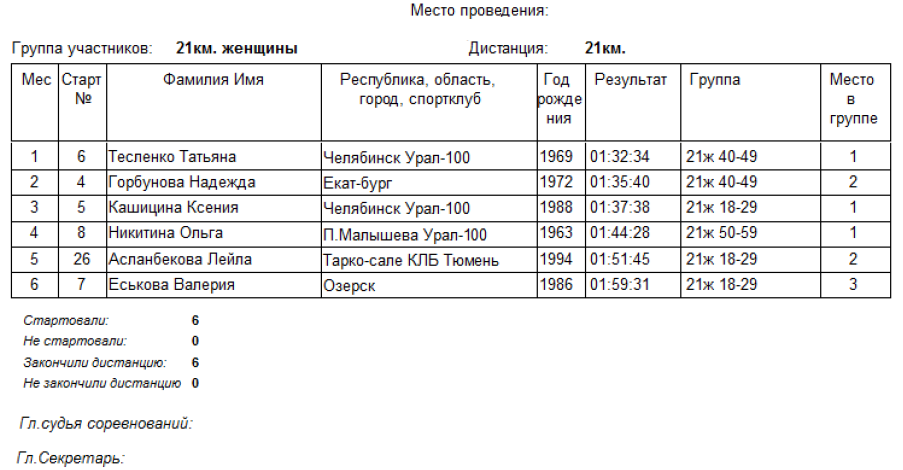 Место проведения:
Группа участников: 21км. женщины Дистанция: 21км.
Мес Старт № Фамилия Имя Республика, область, город, спортклуб Год рожде ния Результат Группа Место в группе
1 6 Тесленко Татьяна Челябинск Урал-100 1969 01:32:34 21ж 40-49 1
2 4 Горбунова Надежда Екат-бург 1972 01:35:40 21ж 40-49 2
3 5 Кашицина Ксения Челябинск Урал-100 1988 01:37:38 21ж 18-29 1
4 8 Никитина Ольга П.Малышева Урал-100 1963 01:44:28 21ж 50-59 1
5 26 Асланбекова Лейла Тарко-сале КЛБ Тюмень 1994 01:51:45 21ж 18-29 2
6 7 Еськова Валерия Озерск 1986 01:59:31 21ж 18-29 3
Стартовали: 6
Не стартовали: 0
Закончили дистанцию: 6
Не закончили дистанцию 0
Гл.судья соревнований:
Гл.Секретарь: